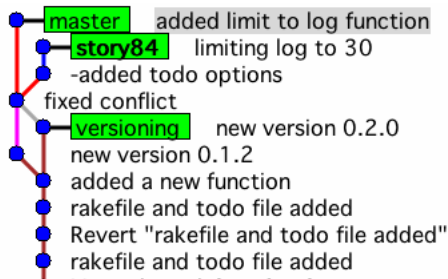 master added limit to log function
story84 limiting log to 30
-added todo options
fixed conflict
versioning new version 0.2.0
new version 0.1.2
added a new function
rakefile and todo file added
Revert "rakefile and todo file added"
rakefile and todo file added